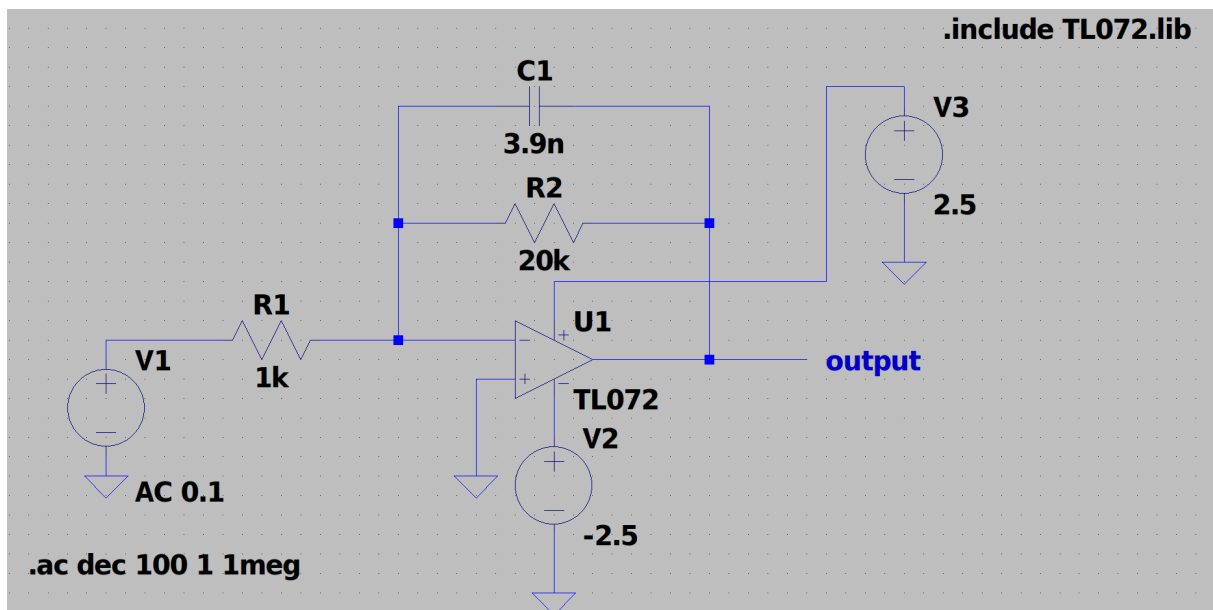 .include TL072.lib
C1
3.9n
V3
2.5
R2
20k
R1
1k
U1
TL072
V1
AC 0.1
output
V2
-2.5
.ac dec 100 1 1meg